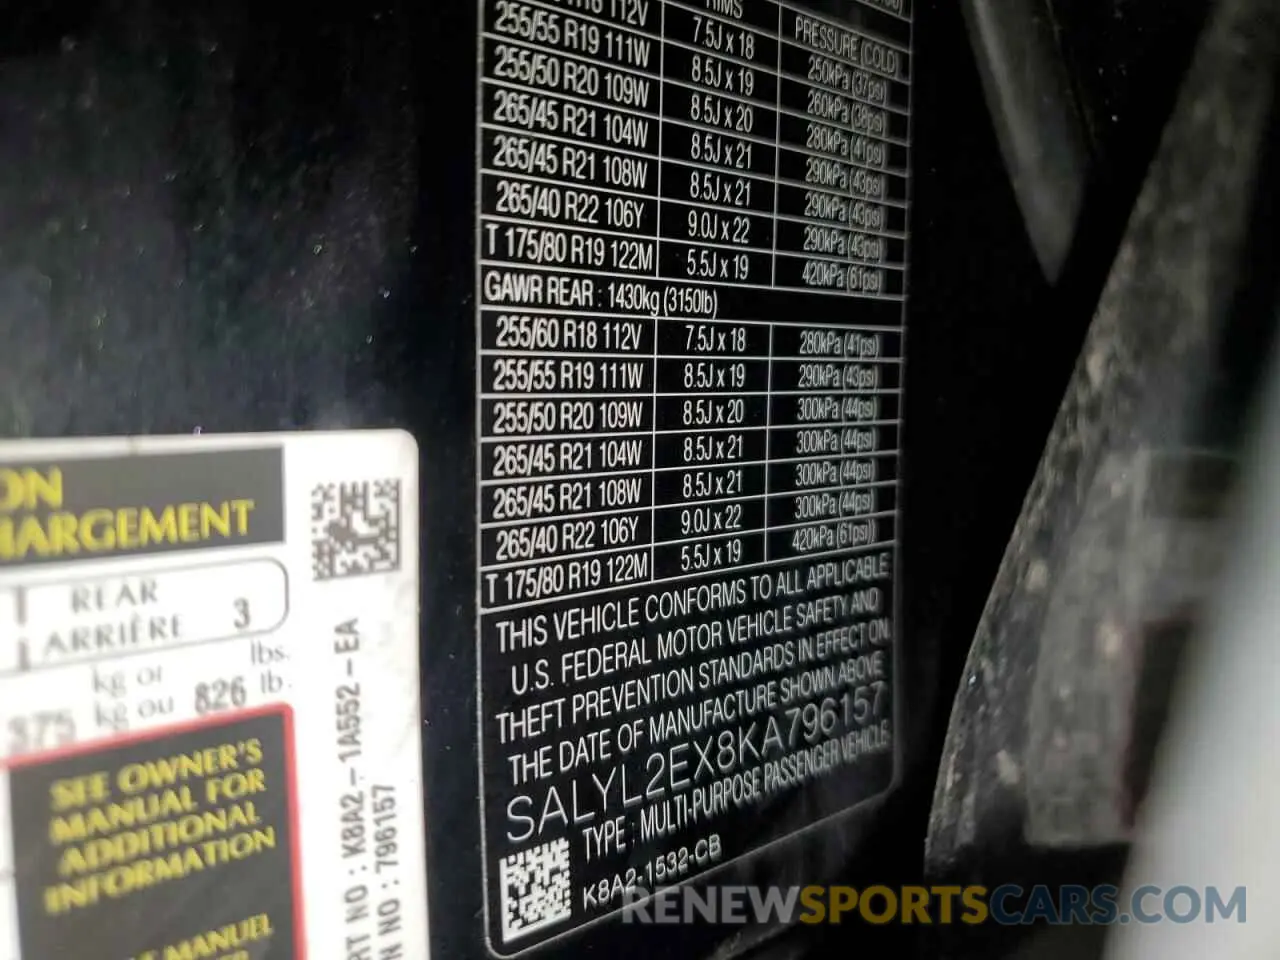 RIMS
PRESSURE (COLD)
R18 112V 7.5J x 18 250kPa (37psi)
255/55 R19 111W 8.5J x 19 260kPa (38psi)
255/50 R20 109W 8.5J x 20 280kPa (41psi)
265/45 R21 104W 8.5J x 21 290kPa (43psi)
265/45 R21 108W 8.5J x 21 290kPa (43psi)
265/40 R22 106Y 9.0J x 22 290kPa (43psi)
T 175/80 R19 122M 5.5J x 19 420kPa (61psi)
GAWR REAR : 1430kg (3150lb)
255/60 R18 112V 7.5J x 18 280kPa (41psi)
255/55 R19 111W 8.5J x 19 290kPa (43psi)
255/50 R20 109W 8.5J x 20 300kPa (44psi)
265/45 R21 104W 8.5J x 21 300kPa (44psi)
265/45 R21 108W 8.5J x 21 300kPa (44psi)
265/40 R22 106Y 9.0J x 22 300kPa (44psi)
T 175/80 R19 122M 5.5J x 19 420kPa (61psi))
THIS VEHICLE CONFORMS TO ALL APPLICABLE
U.S. FEDERAL MOTOR VEHICLE SAFETY AND
THEFT PREVENTION STANDARDS IN EFFECT ON
THE DATE OF MANUFACTURE SHOWN ABOVE
SALYL2EX8KA796157
TYPE : MULTI-PURPOSE PASSENGER VEHICLE
K8A2-1532-CB
ON
HARGEMENT
REAR
ARRIÈRE 3
kg or lbs.
375 kg ou 826 lb.
SEE OWNER'S
MANUAL FOR
ADDITIONAL
INFORMATION
MANUEL
RT NO : K8A2-1A552-EA
N NO : 796157
RENEWSPORTSCARS.COM